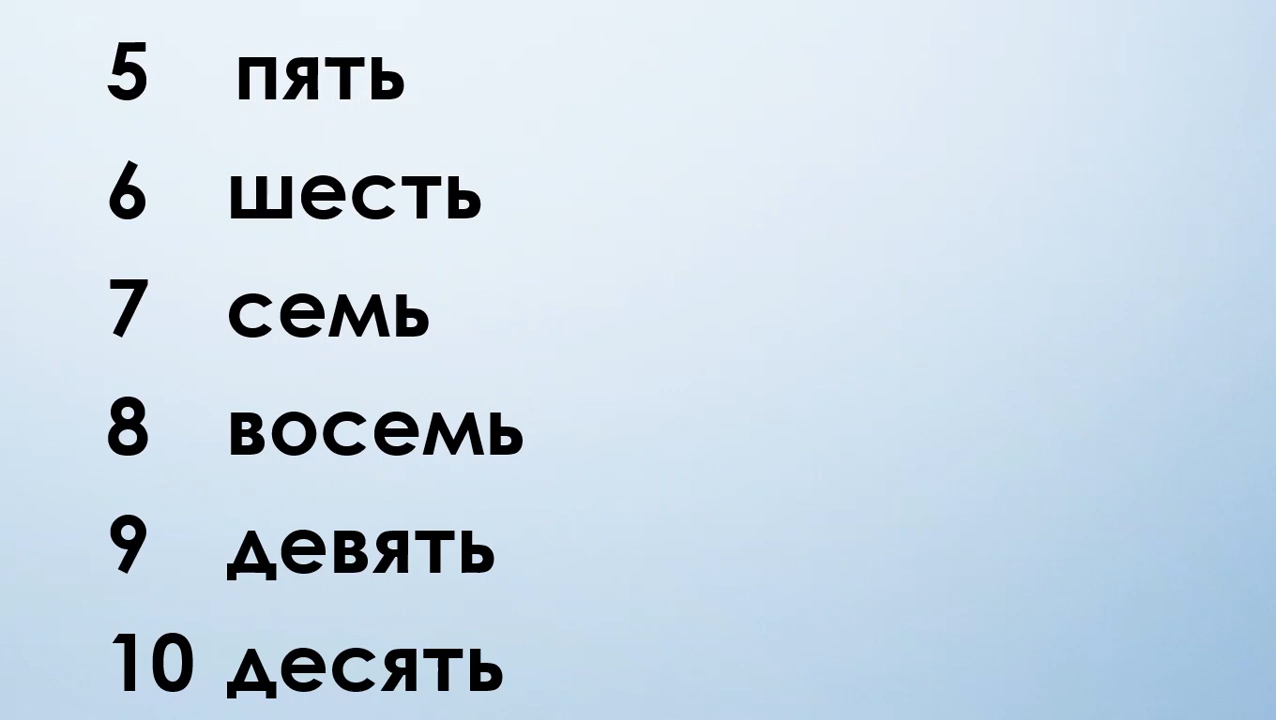 5 пять
6 шесть
7 семь
8 восемь
9 девять
10 десять